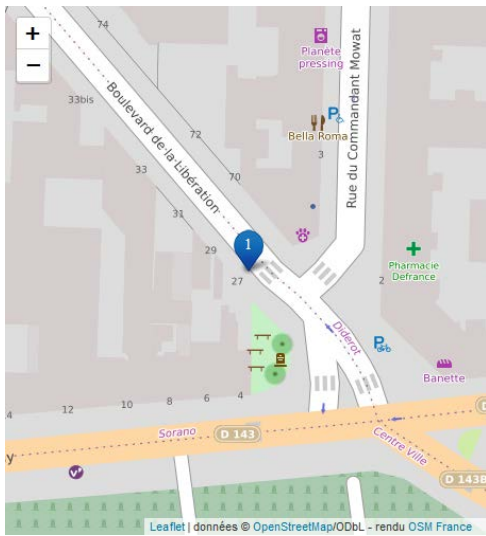 +
−
74
Planète
pressing
33bis
Boulevard de la Libération
Rue du Commandant Mowat
P
Bella Roma
72
3
33
70
31
29
1
27
Pharmacie
Defrance
2
Diderot
P
Banette
4
6
8
10
12
4
Sorano
D 143
D
Centre Ville
y
V
D 143B
Leaflet | données © OpenStreetMap/ODbL - rendu OSM France